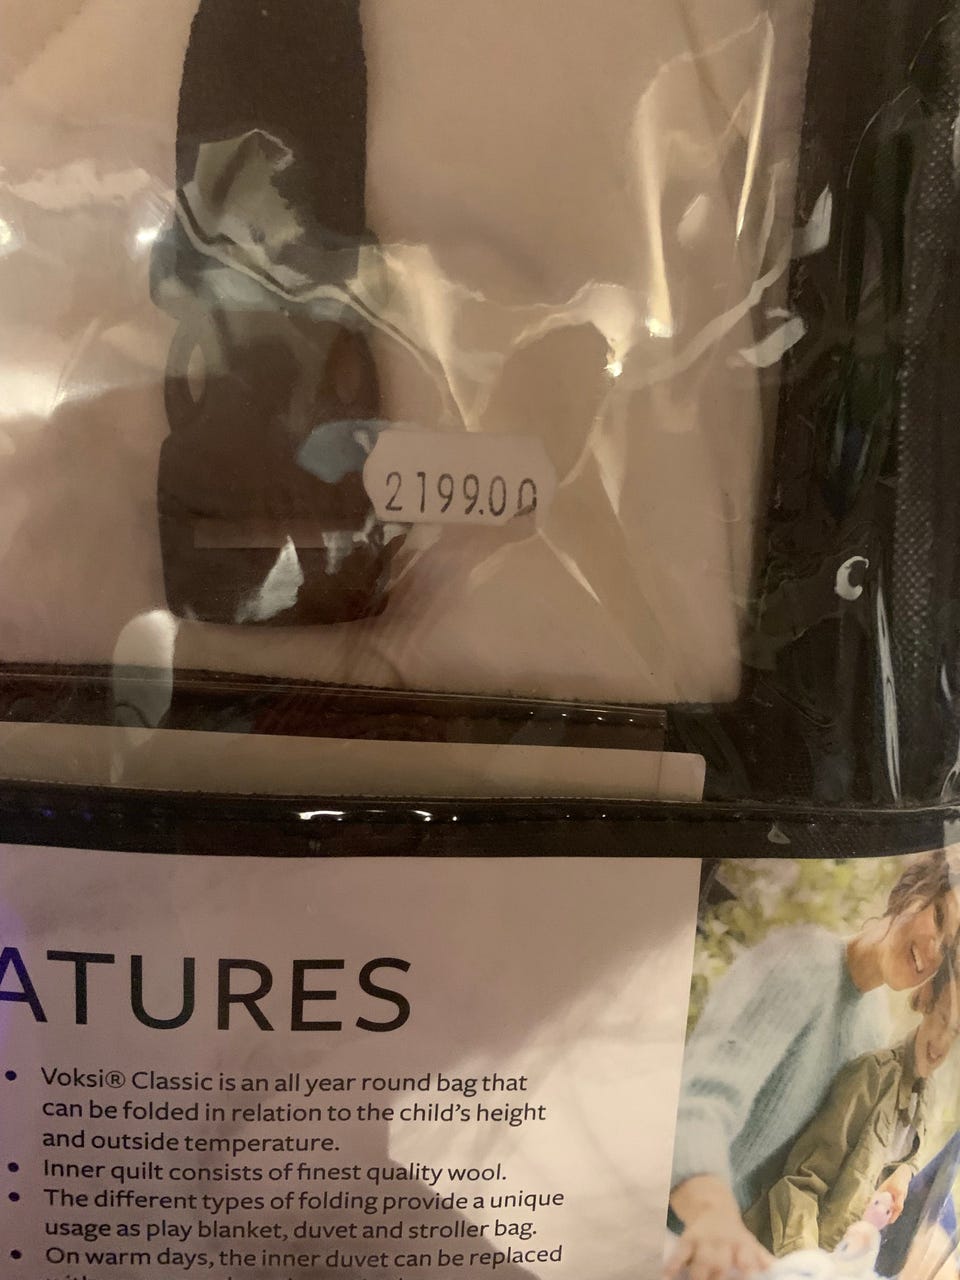 2199.00
ATURES
• Voksi® Classic is an all year round bag that
can be folded in relation to the child's height
and outside temperature.
• Inner quilt consists of finest quality wool.
• The different types of folding provide a unique
usage as play blanket, duvet and stroller bag.
• On warm days, the inner duvet can be replaced